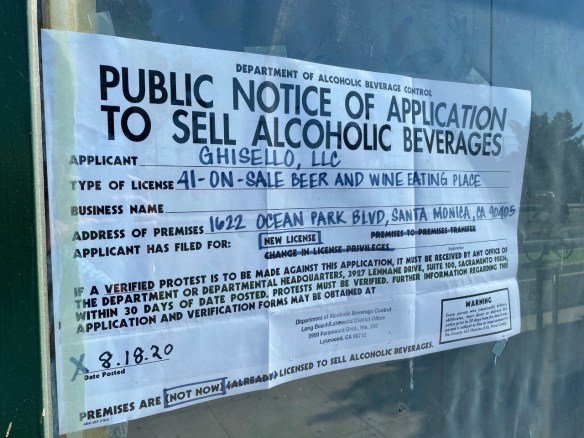 DEPARTMENT OF ALCOHOLIC BEVERAGE CONTROL
PUBLIC NOTICE OF APPLICATION
TO SELL ALCOHOLIC BEVERAGES
APPLICANT GHISELLO, LLC
TYPE OF LICENSE 41-ON-SALE BEER AND WINE EATING PLACE
BUSINESS NAME
ADDRESS OF PREMISES 1622 OCEAN PARK BLVD, SANTA MONICA, CA 90405
APPLICANT HAS FILED FOR: NEW LICENSE PREMISES TO PREMISES TRANSFER
CHANGE IN LICENSE PRIVILEGES
IF A VERIFIED PROTEST IS TO BE MADE AGAINST THIS APPLICATION, IT MUST BE RECEIVED BY ANY OFFICE OF
THE DEPARTMENT OR DEPARTMENTAL HEADQUARTERS, 3927 LENNANE DRIVE, SUITE 100, SACRAMENTO 95834,
WITHIN 30 DAYS OF DATE POSTED, PROTESTS MUST BE VERIFIED. FURTHER INFORMATION REGARDING THIS
APPLICATION AND VERIFICATION FORMS MAY BE OBTAINED AT
Department of Alcoholic Beverage Control
Long Beach/Lakewood District Office
3950 Paramount Blvd., Ste. 250
Lakewood, CA 90712
WARNING
X 8.18.20
Date Posted
PREMISES ARE (NOT NOW) (ALREADY) LICENSED TO SELL ALCOHOLIC BEVERAGES.